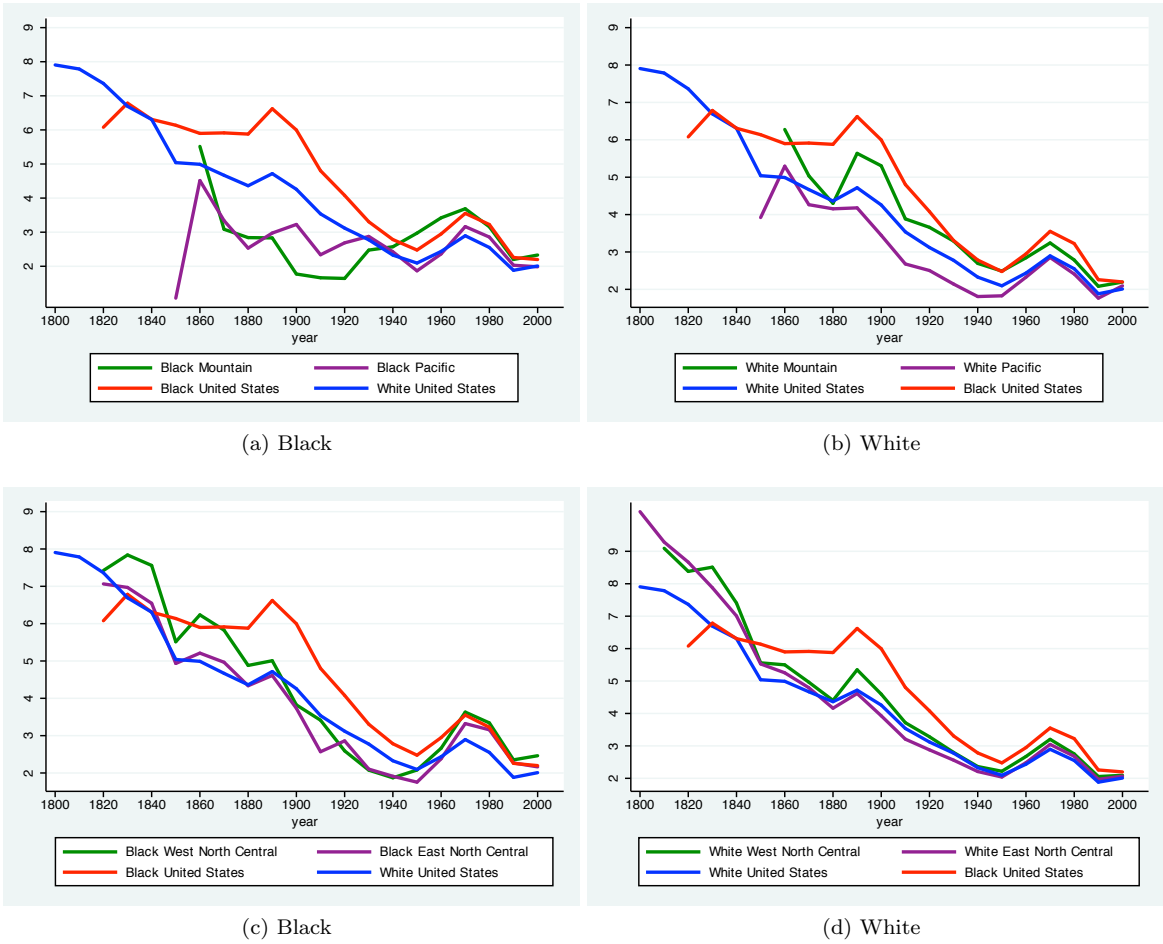 9
8
7
6
5
4
3
2
1800 1820 1840 1860 1880 1900 1920 1940 1960 1980 2000
year
Black Mountain Black Pacific
Black United States White United States
(a) Black
9
8
7
6
5
4
3
2
1800 1820 1840 1860 1880 1900 1920 1940 1960 1980 2000
year
White Mountain White Pacific
White United States Black United States
(b) White
9
8
7
6
5
4
3
2
1800 1820 1840 1860 1880 1900 1920 1940 1960 1980 2000
year
Black West North Central Black East North Central
Black United States White United States
(c) Black
9
8
7
6
5
4
3
2
1800 1820 1840 1860 1880 1900 1920 1940 1960 1980 2000
year
White West North Central White East North Central
White United States Black United States
(d) White